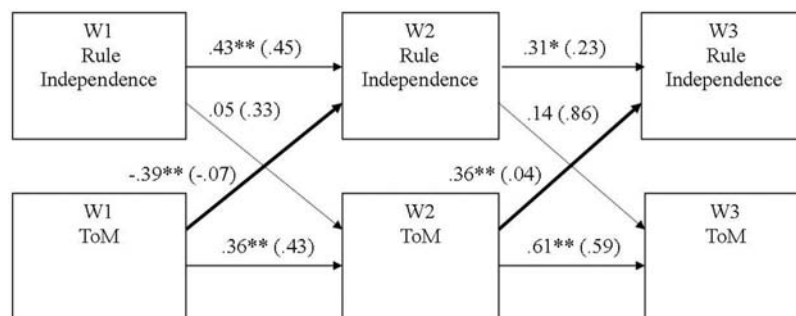 W1
Rule
Independence
.43** (.45)
W2
Rule
Independence
.31* (.23)
W3
Rule
Independence
.05 (.33)
.14 (.86)
-.39** (-.07)
.36** (.04)
W1
ToM
.36** (.43)
W2
ToM
.61** (.59)
W3
ToM